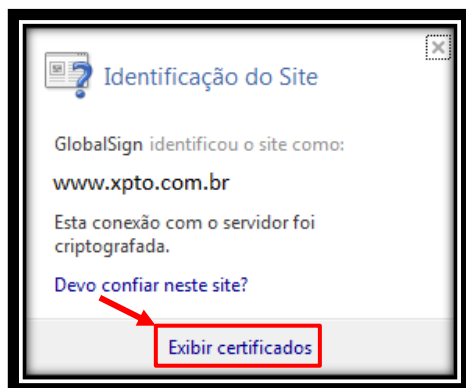 Identificação do Site
GlobalSign identificou o site como:
www.xpto.com.br
Esta conexão com o servidor foi
criptografada.
Devo confiar neste site?
Exibir certificados